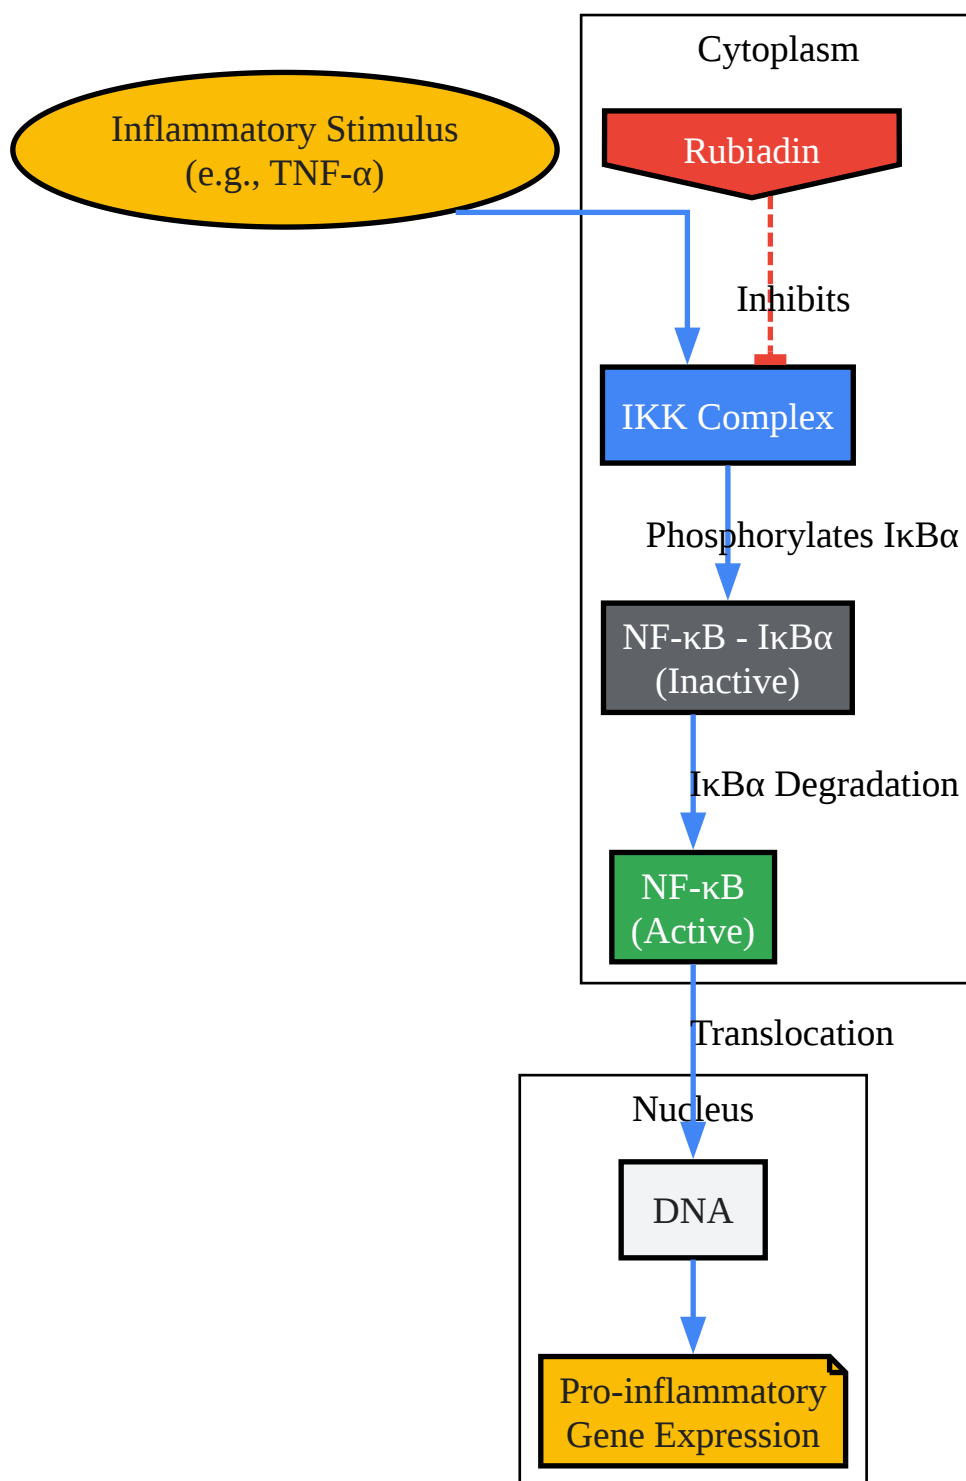 Cytoplasm
Inflammatory Stimulus
(e.g., TNF-α)
Rubiadin
Inhibits
IKK Complex
Phosphorylates IκBα
NF-κB - IκBα
(Inactive)
IκBα Degradation
NF-κB
(Active)
Translocation
Nucleus
DNA
Pro-inflammatory
Gene Expression